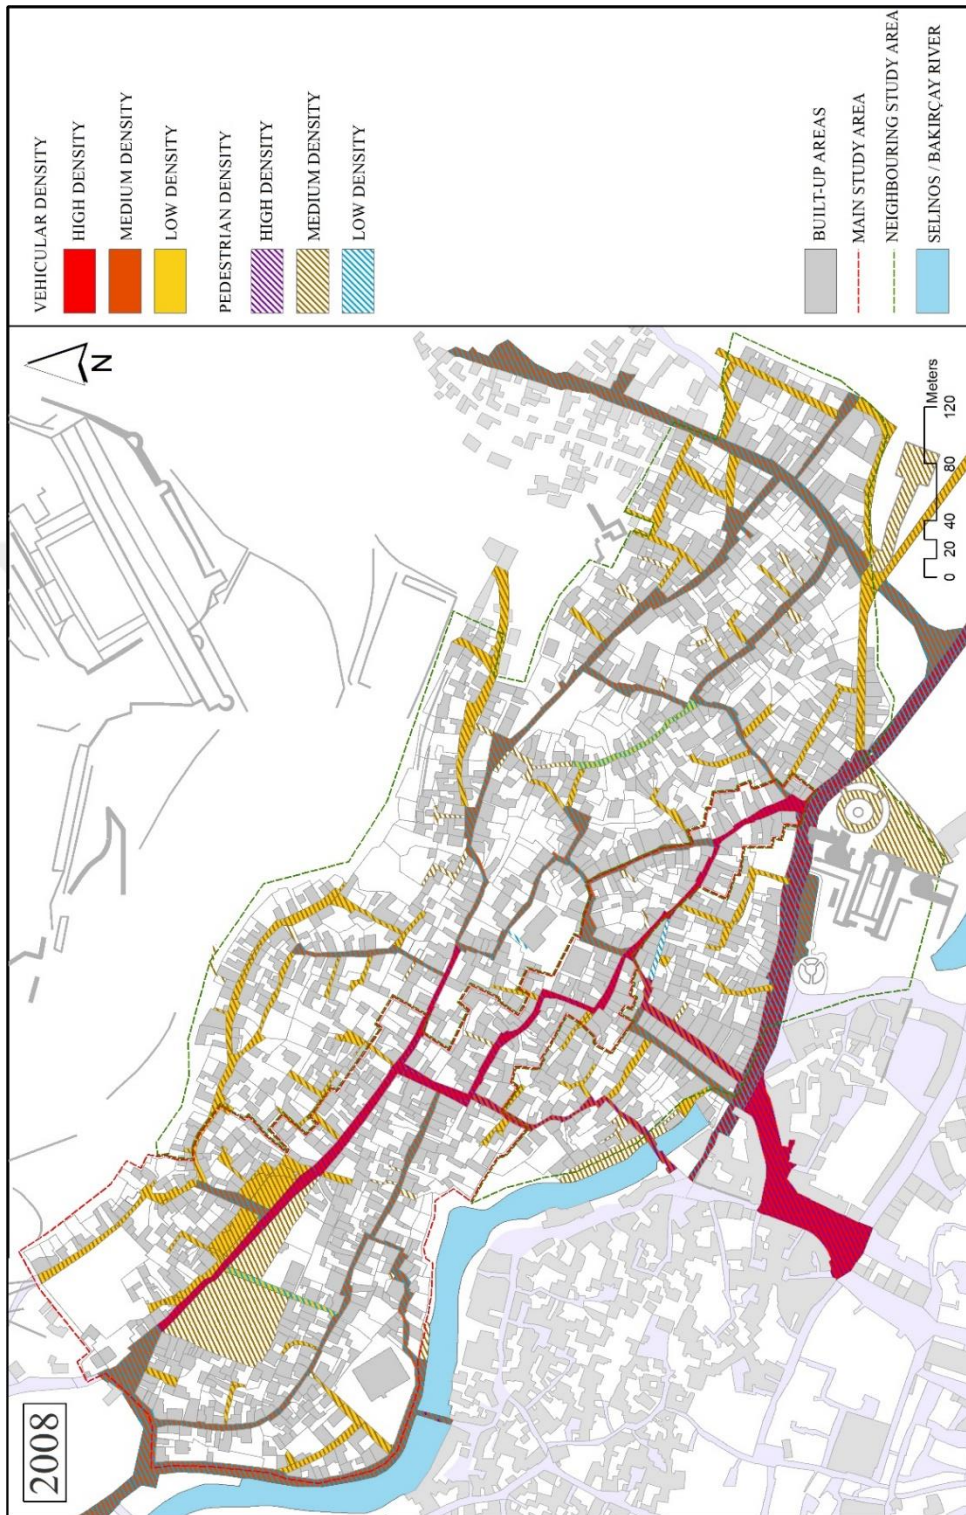 2008
N
0 20 40 80 120
Meters
VEHICULAR DENSITY
HIGH DENSITY
MEDIUM DENSITY
LOW DENSITY
PEDESTRIAN DENSITY
HIGH DENSITY
MEDIUM DENSITY
LOW DENSITY
BUILT-UP AREAS
MAIN STUDY AREA
NEIGHBOURING STUDY AREA
SELINOS / BAKIRÇAY RIVER